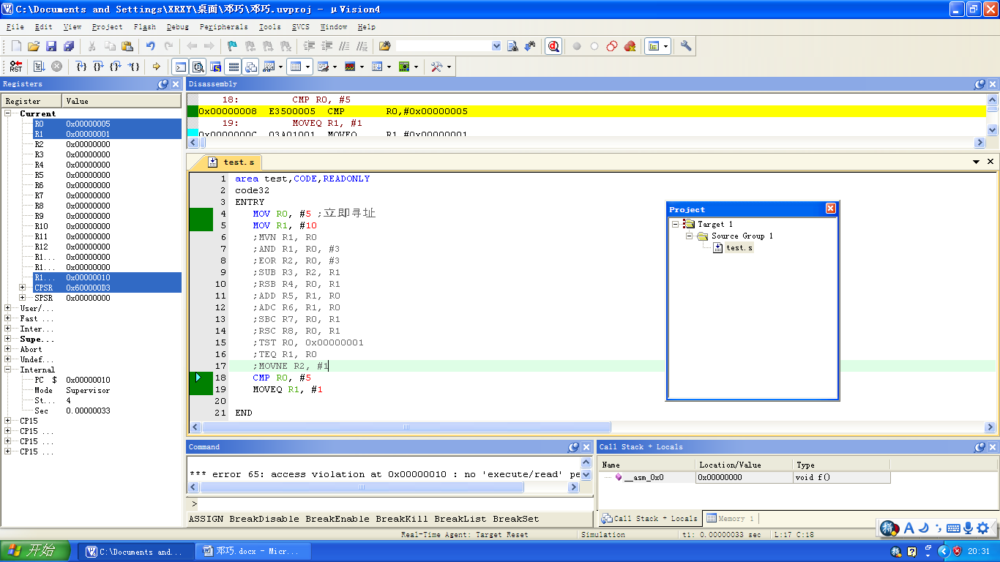 C:\Documents and Settings\XRXY\桌面\邓巧\邓巧.uvproj - µVision4
File Edit View Project Flash Debug Peripherals Tools SVCS Window Help
Registers
Register Value
Current
R0 0x00000005
R1 0x00000001
R2 0x00000000
R3 0x00000000
R4 0x00000000
R5 0x00000000
R6 0x00000000
R7 0x00000000
R8 0x00000000
R9 0x00000000
R10 0x00000000
R11 0x00000000
R12 0x00000000
R1... 0x00000000
R1... 0x00000000
R1... 0x00000010
CPSR 0x600000D3
SPSR 0x00000000
User/...
Fast ...
Inter...
Supe...
Abort
Undef...
Internal
PC $ 0x00000010
Mode Supervisor
St... 4
Sec 0.00000033
CP15
CP15 ...
CP15 ...
CP15 ...
Disassembly
18: CMP R0, #5
0x00000008 E3500005 CMP R0,#0x00000005
19: MOVEQ R1, #1
0x0000000C 03A01001 MOVEQ R1,#0x00000001
test.s
1 area test,CODE,READONLY
2 code32
3 ENTRY
4 MOV R0, #5 ;立即寻址
5 MOV R1, #10
6 ;MVN R1, R0
7 ;AND R1, R0, #3
8 ;EOR R2, R0, #3
9 ;SUB R3, R2, R1
10 ;RSB R4, R0, R1
11 ;ADD R5, R1, R0
12 ;ADC R6, R1, R0
13 ;SBC R7, R0, R1
14 ;RSC R8, R0, R1
15 ;TST R0, 0x00000001
16 ;TEQ R1, R0
17 ;MOVNE R2, #1
18 CMP R0, #5
19 MOVEQ R1, #1
20
21 END
Project
Target 1
Source Group 1
test.s
Command
*** error 65: access violation at 0x00000010 : no 'execute/read' pe
>
ASSIGN BreakDisable BreakEnable BreakKill BreakList BreakSet
Call Stack + Locals
Name Location/Value Type
__asm_0x0 0x00000000 void f()
Call Stack + Locals Memory 1
Real-Time Agent: Target Reset Simulation t1: 0.00000033 sec L:17 C:18
开始 C:\Documents and... 邓巧.docx - Micr... 20:31